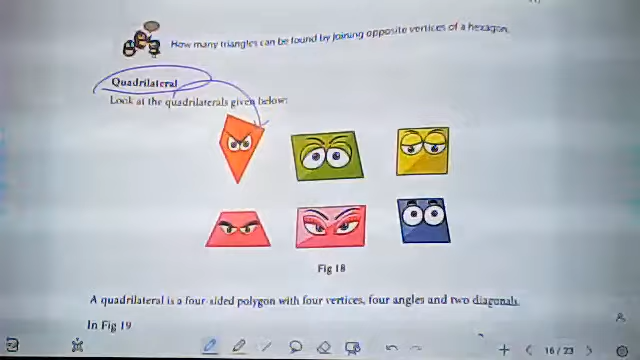 How many triangles can be found by joining opposite vertices of a hexagon.
Quadrilateral
Look at the quadrilaterals given below:
Fig 18
A quadrilateral is a four-sided polygon with four vertices, four angles and two diagonals.
In Fig 19
16 / 23